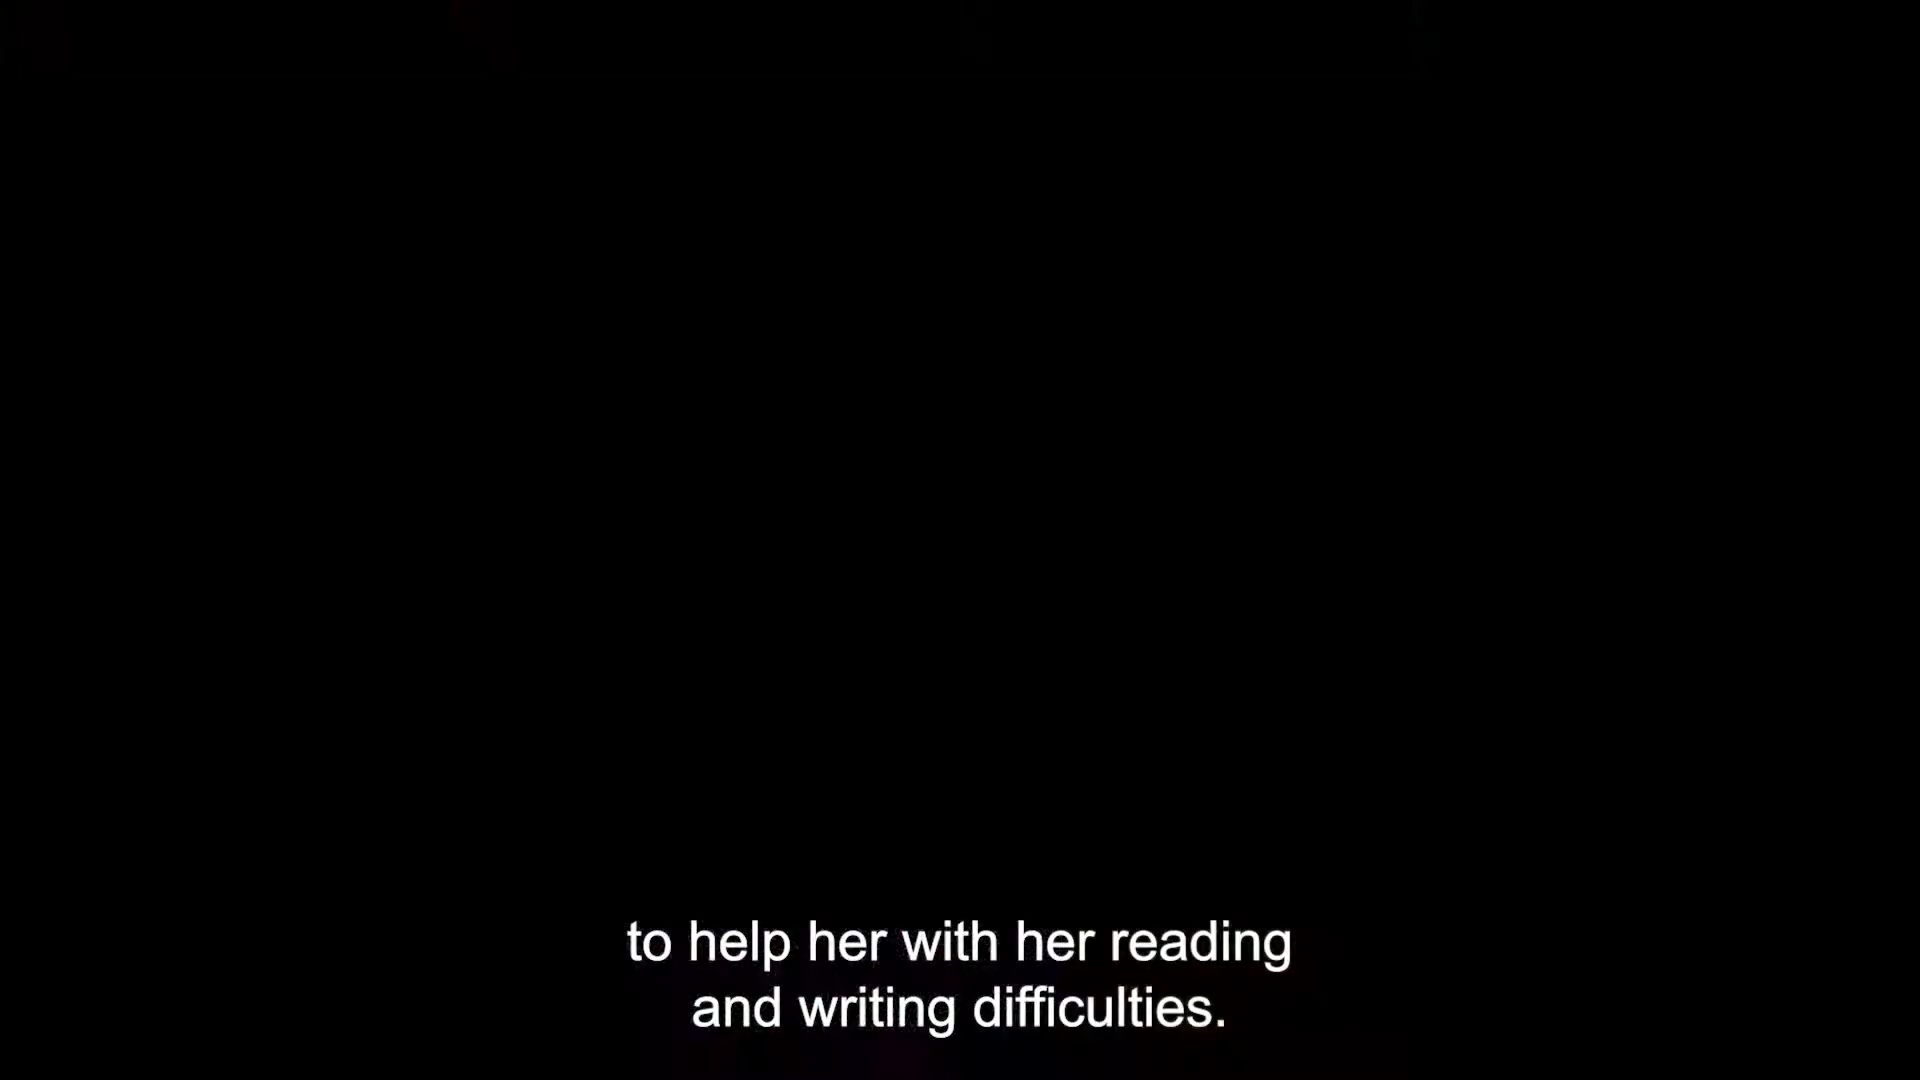 to help her with her reading
and writing difficulties.